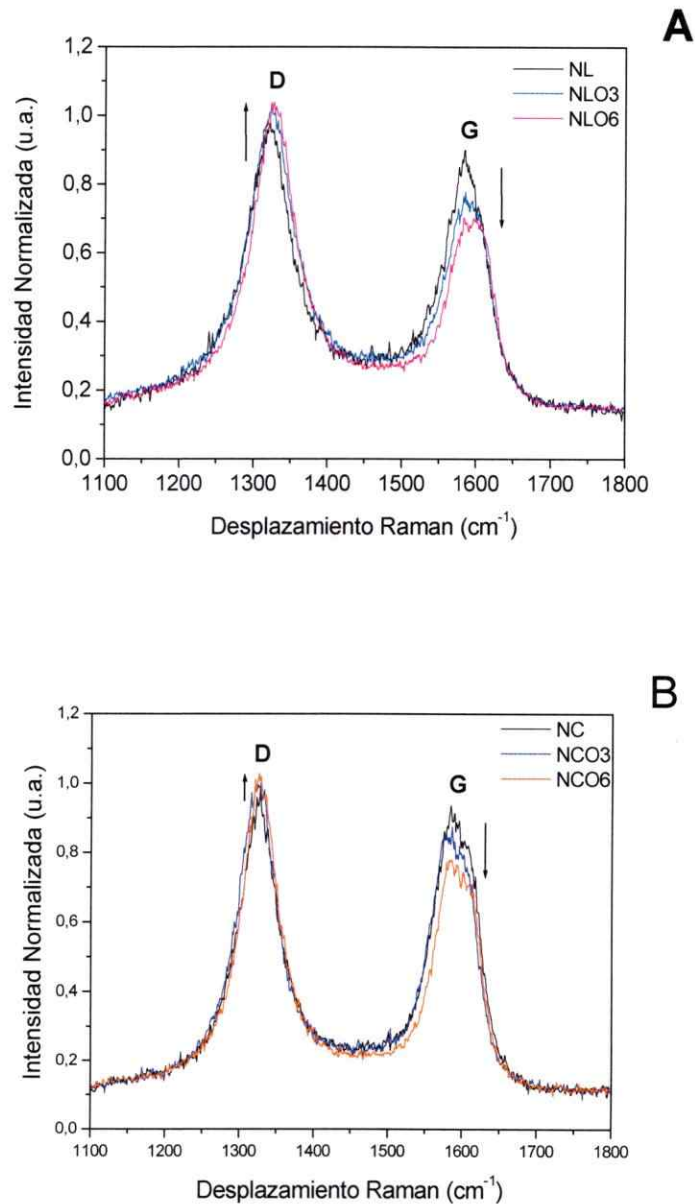 A
1,2
1,0
0,8
0,6
0,4
0,2
0,0
Intensidad Normalizada (u.a.)
D
G
NL
NLO3
NLO6
1100 1200 1300 1400 1500 1600 1700 1800
Desplazamiento Raman (cm⁻¹)
B
1,2
1,0
0,8
0,6
0,4
0,2
0,0
Intensidad Normalizada (u.a.)
D
G
NC
NCO3
NCO6
1100 1200 1300 1400 1500 1600 1700 1800
Desplazamiento Raman (cm⁻¹)